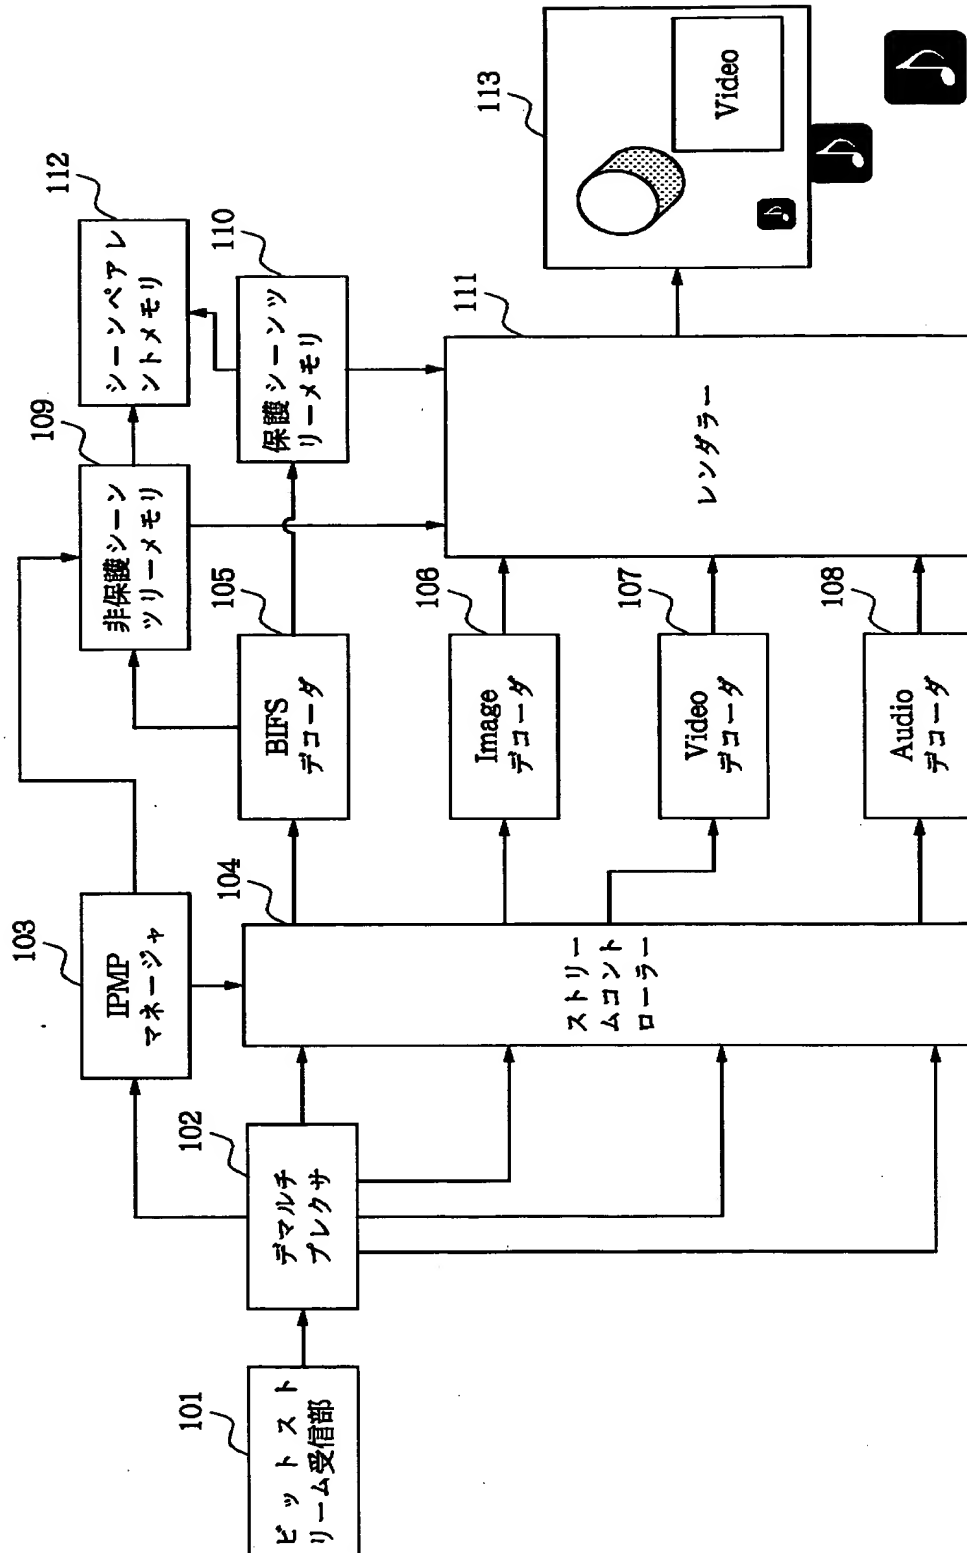 101
ビットスト
リーム受信部
102
デマルチ
プレクサ
103
IPMP
マネージャ
104
ストリー
ムコント
ローラー
105
BIFS
デコーダ
106
Image
デコーダ
107
Video
デコーダ
108
Audio
デコーダ
109
非保護シーン
ツリーメモリ
110
保護シーンツ
リーメモリ
111
レンダラー
112
シーンペアレ
ントメモリ
113
Video